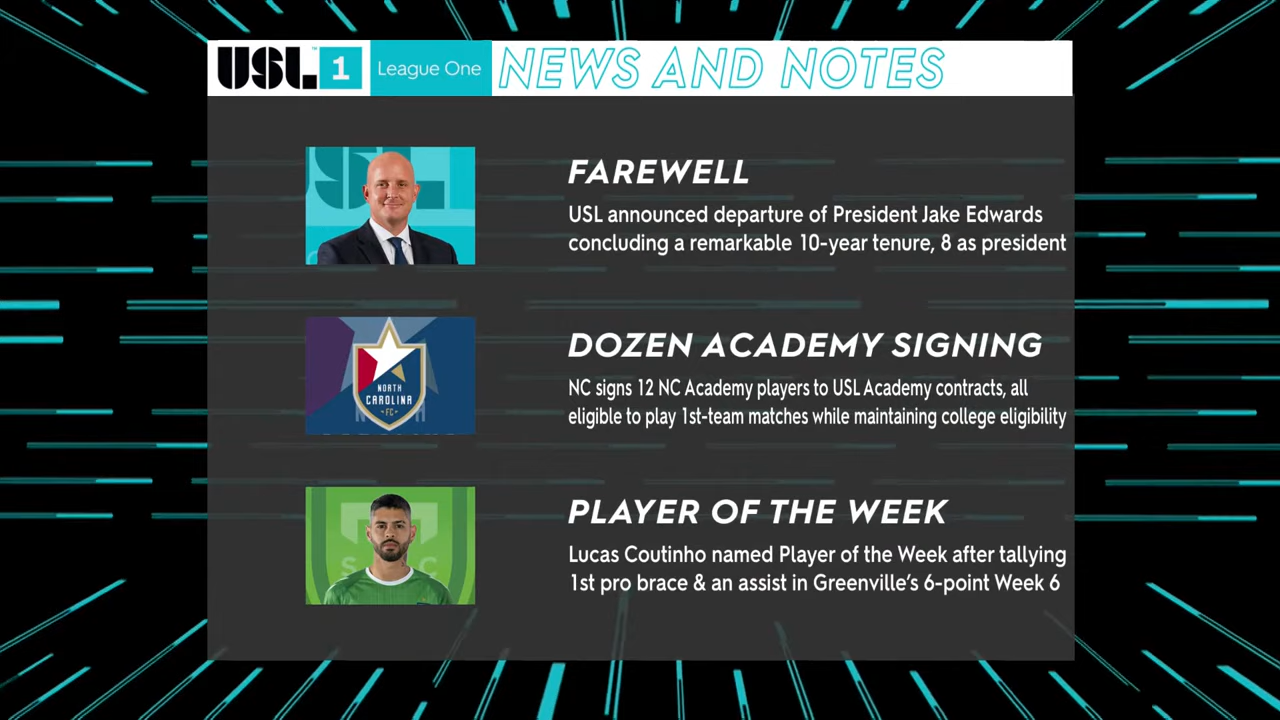 USL 1 League One NEWS AND NOTES
FAREWELL
USL announced departure of President Jake Edwards
concluding a remarkable 10-year tenure, 8 as president
NORTH
CAROLINA
FC
DOZEN ACADEMY SIGNING
NC signs 12 NC Academy players to USL Academy contracts, all
eligible to play 1st-team matches while maintaining college eligibility
PLAYER OF THE WEEK
Lucas Coutinho named Player of the Week after tallying
1st pro brace & an assist in Greenville's 6-point Week 6